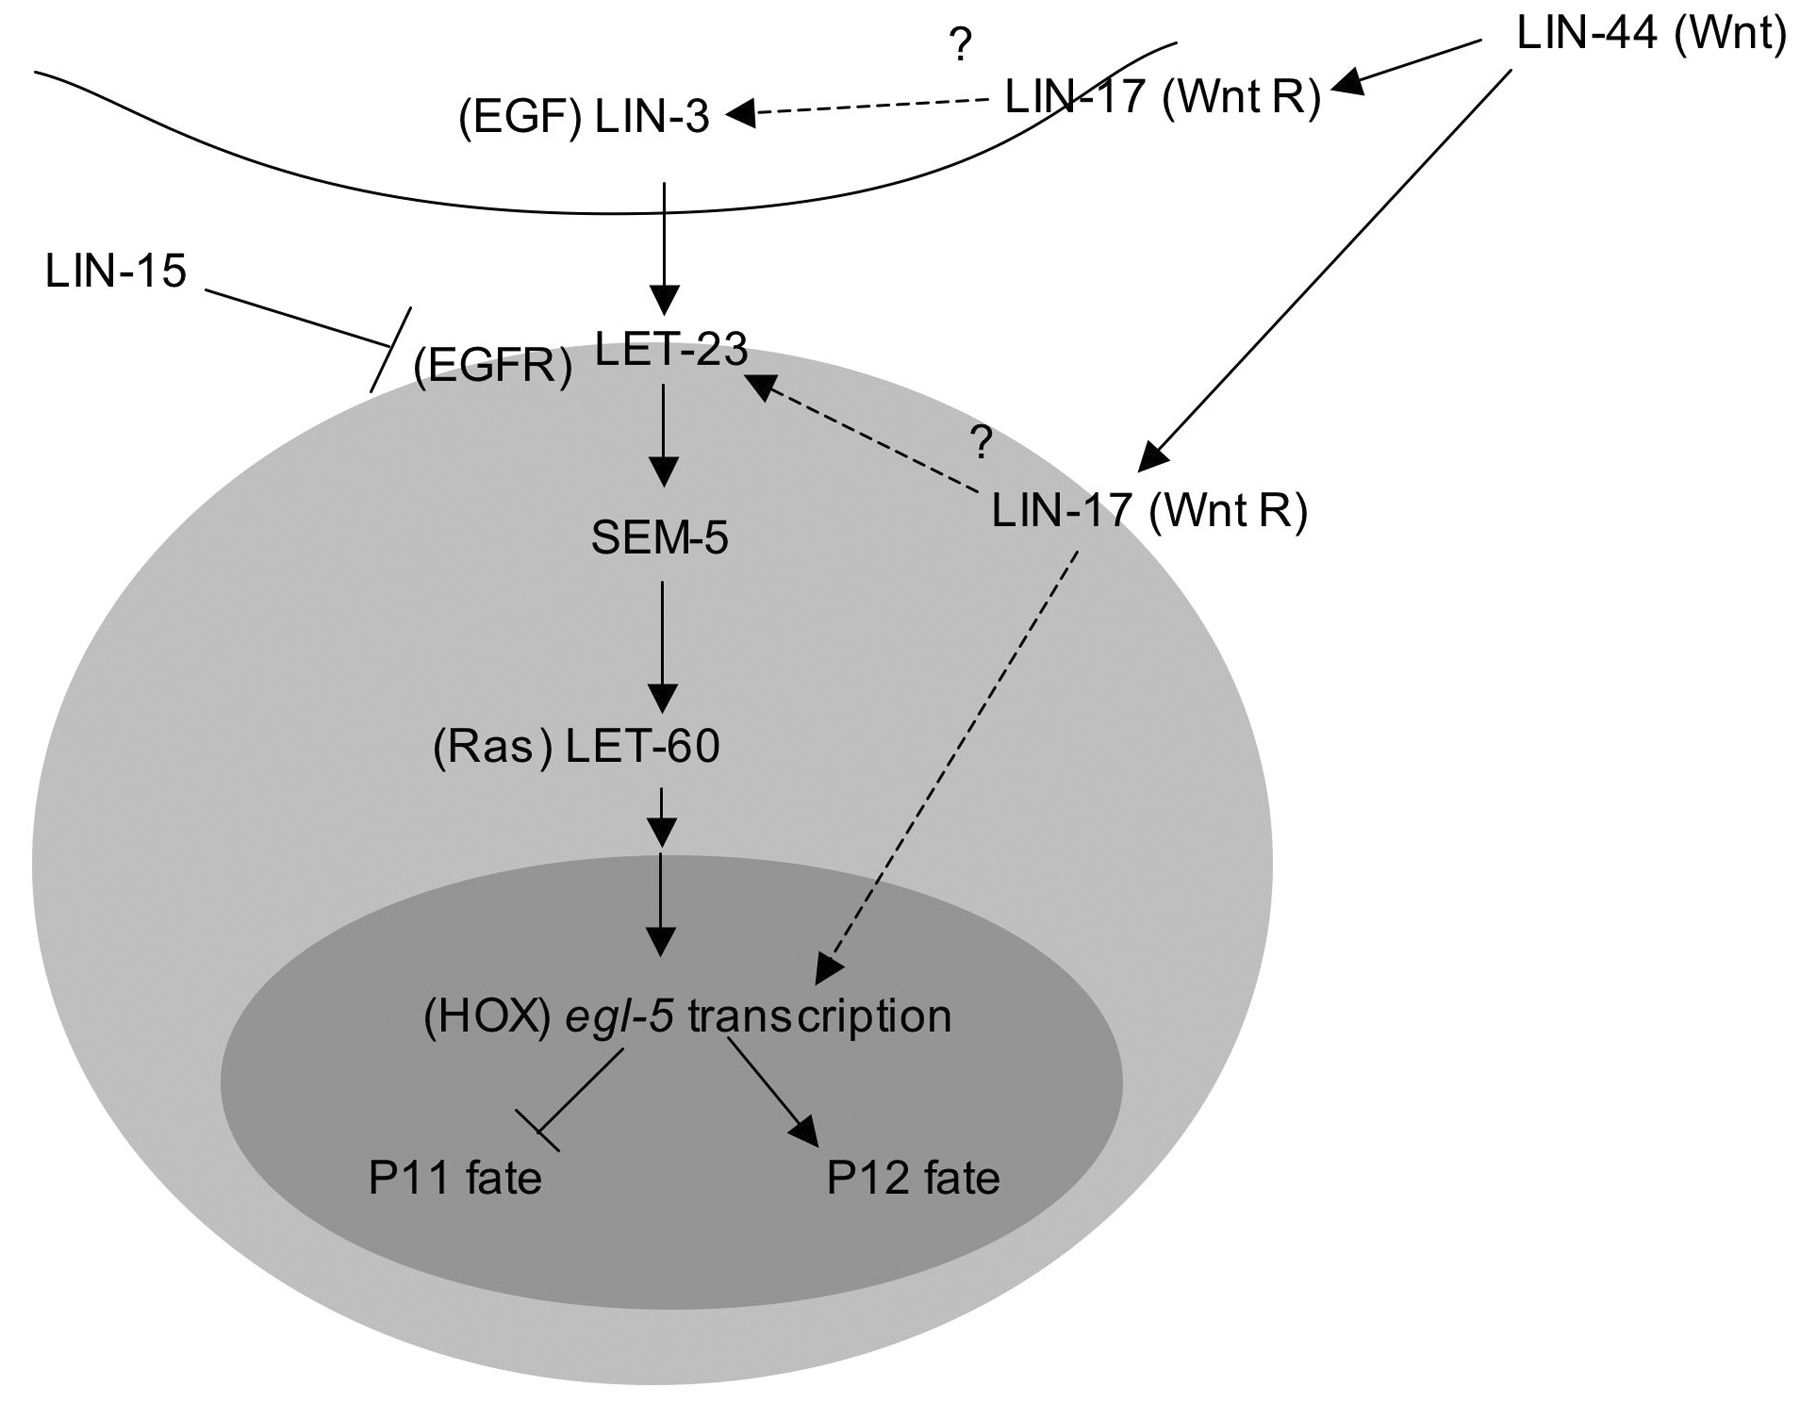 LIN-44 (Wnt)
?
LIN-17 (Wnt R)
(EGF) LIN-3
LIN-15
(EGFR) LET-23
?
LIN-17 (Wnt R)
SEM-5
(Ras) LET-60
(HOX) egl-5 transcription
P11 fate
P12 fate